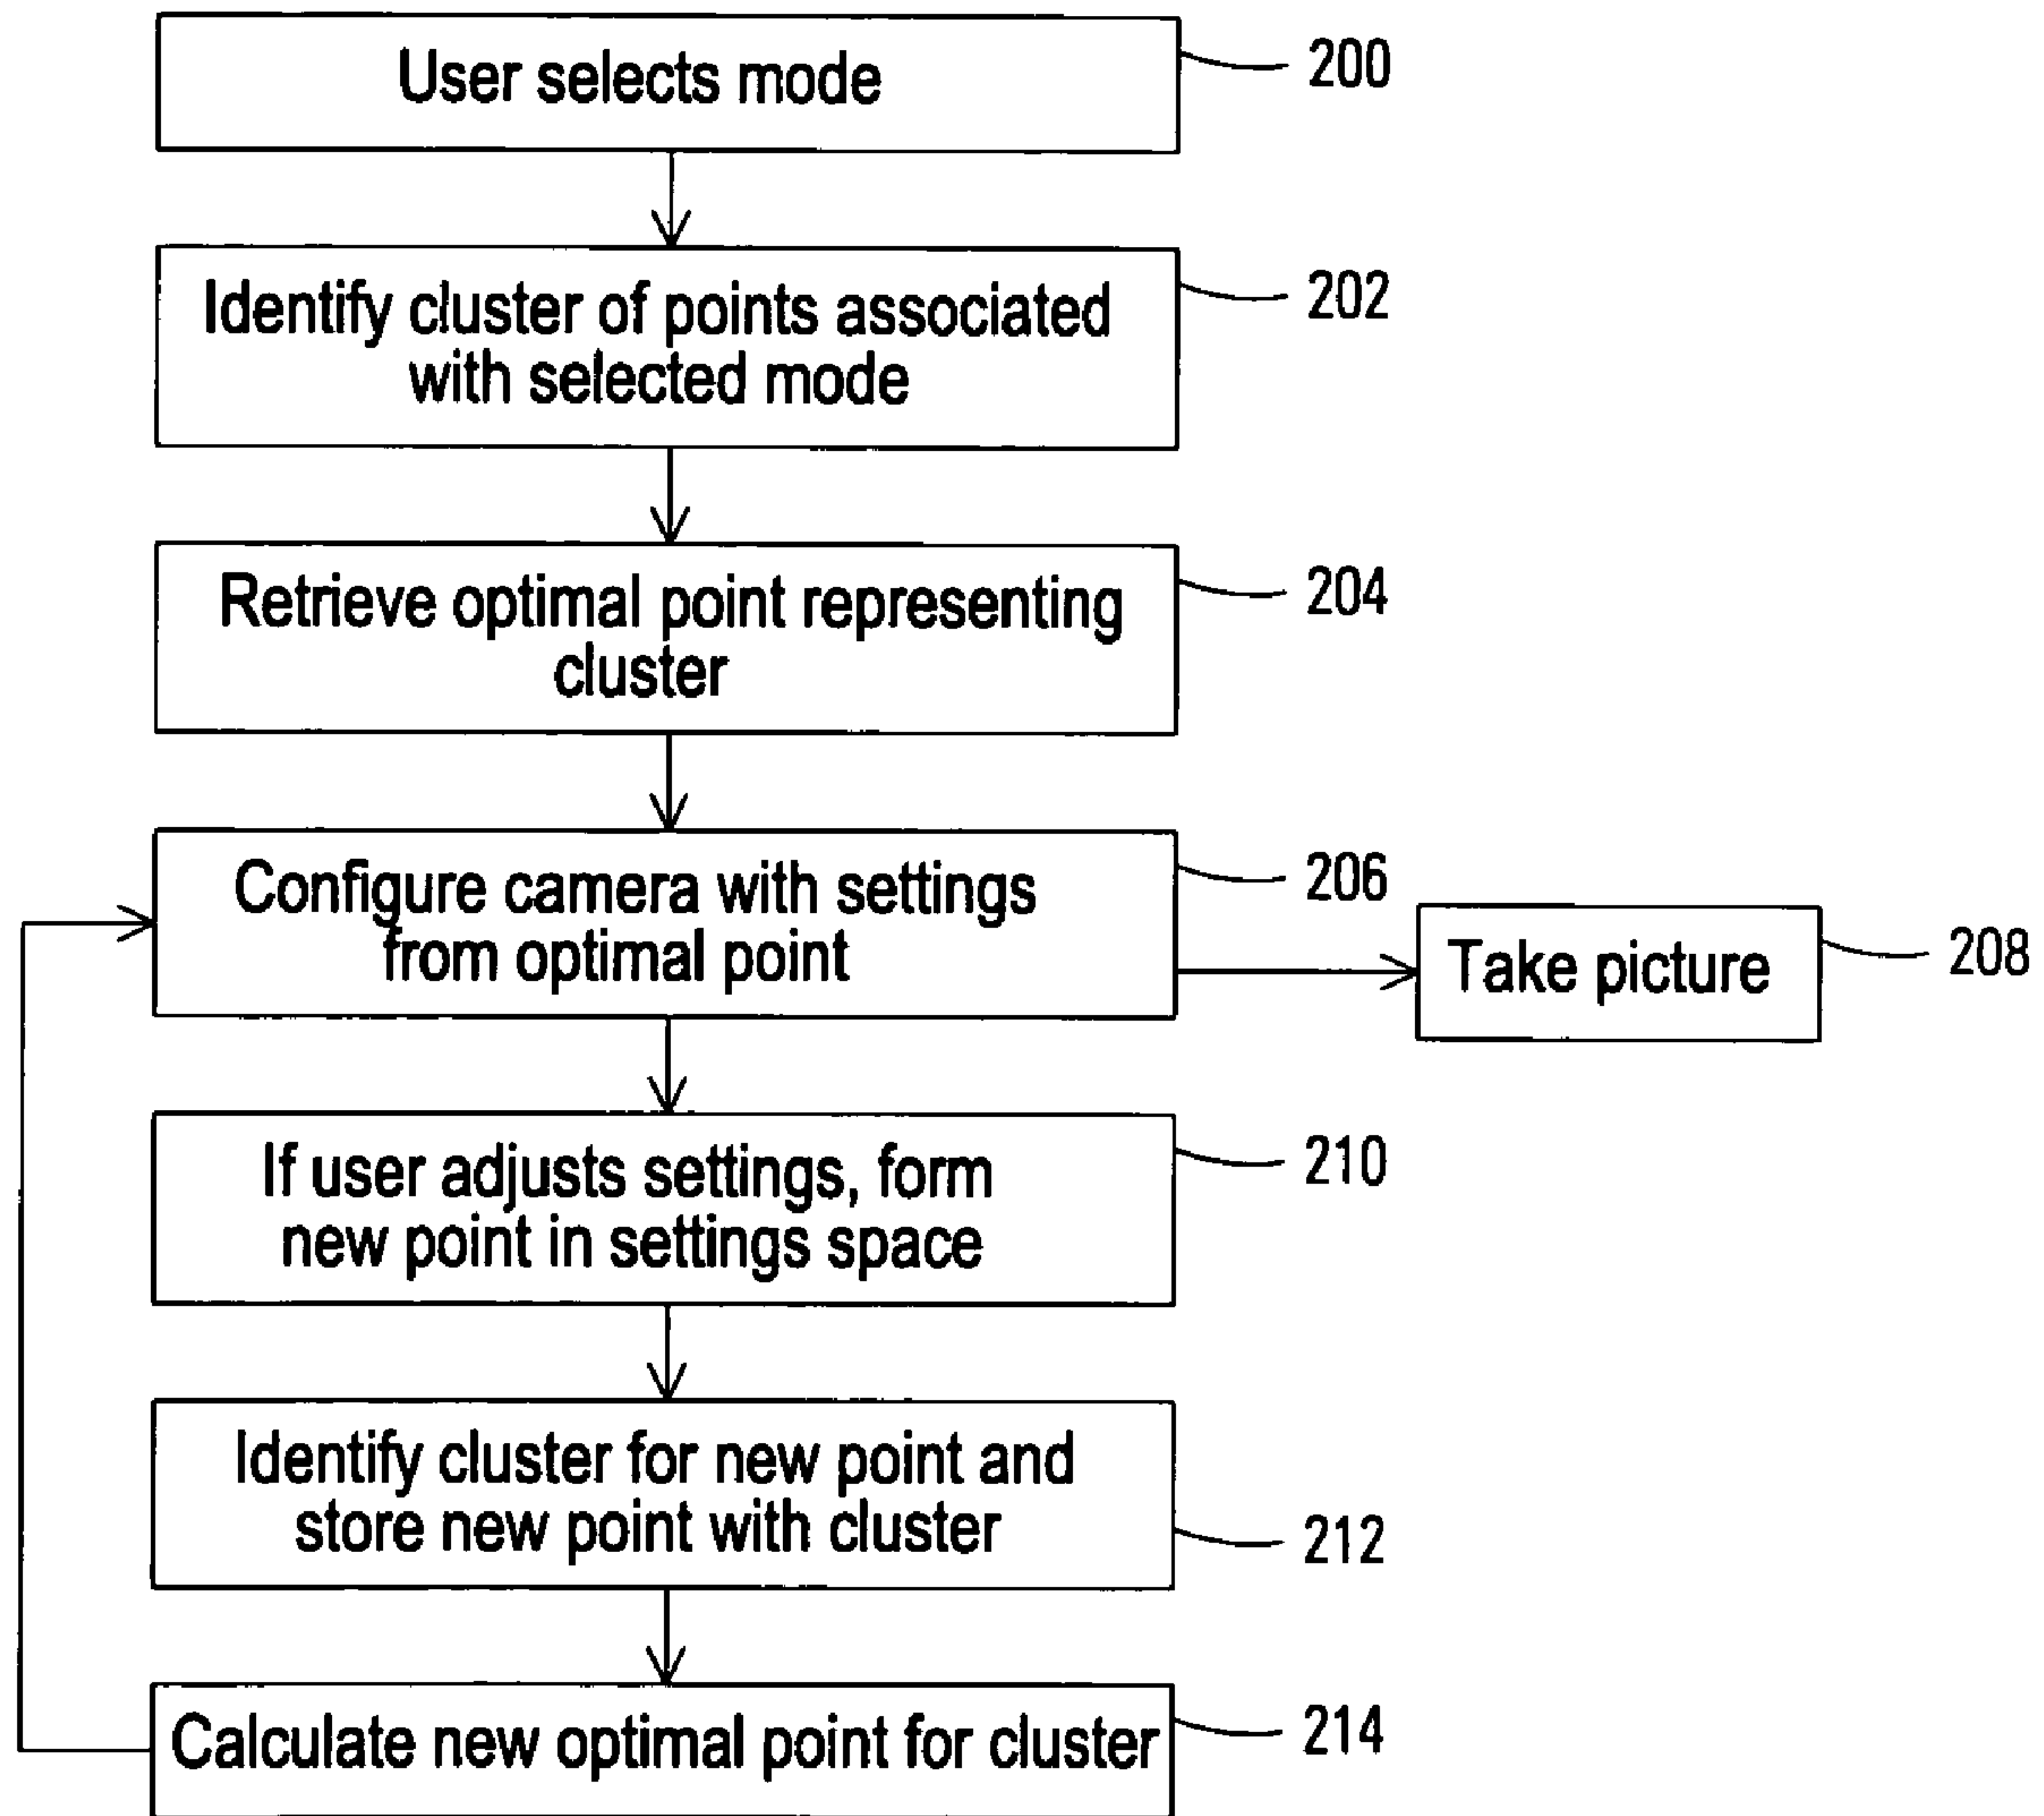 User selects mode
200
Identify cluster of points associated
with selected mode
202
Retrieve optimal point representing
cluster
204
Configure camera with settings
from optimal point
206
Take picture
208
If user adjusts settings, form
new point in settings space
210
Identify cluster for new point and
store new point with cluster
212
Calculate new optimal point for cluster
214